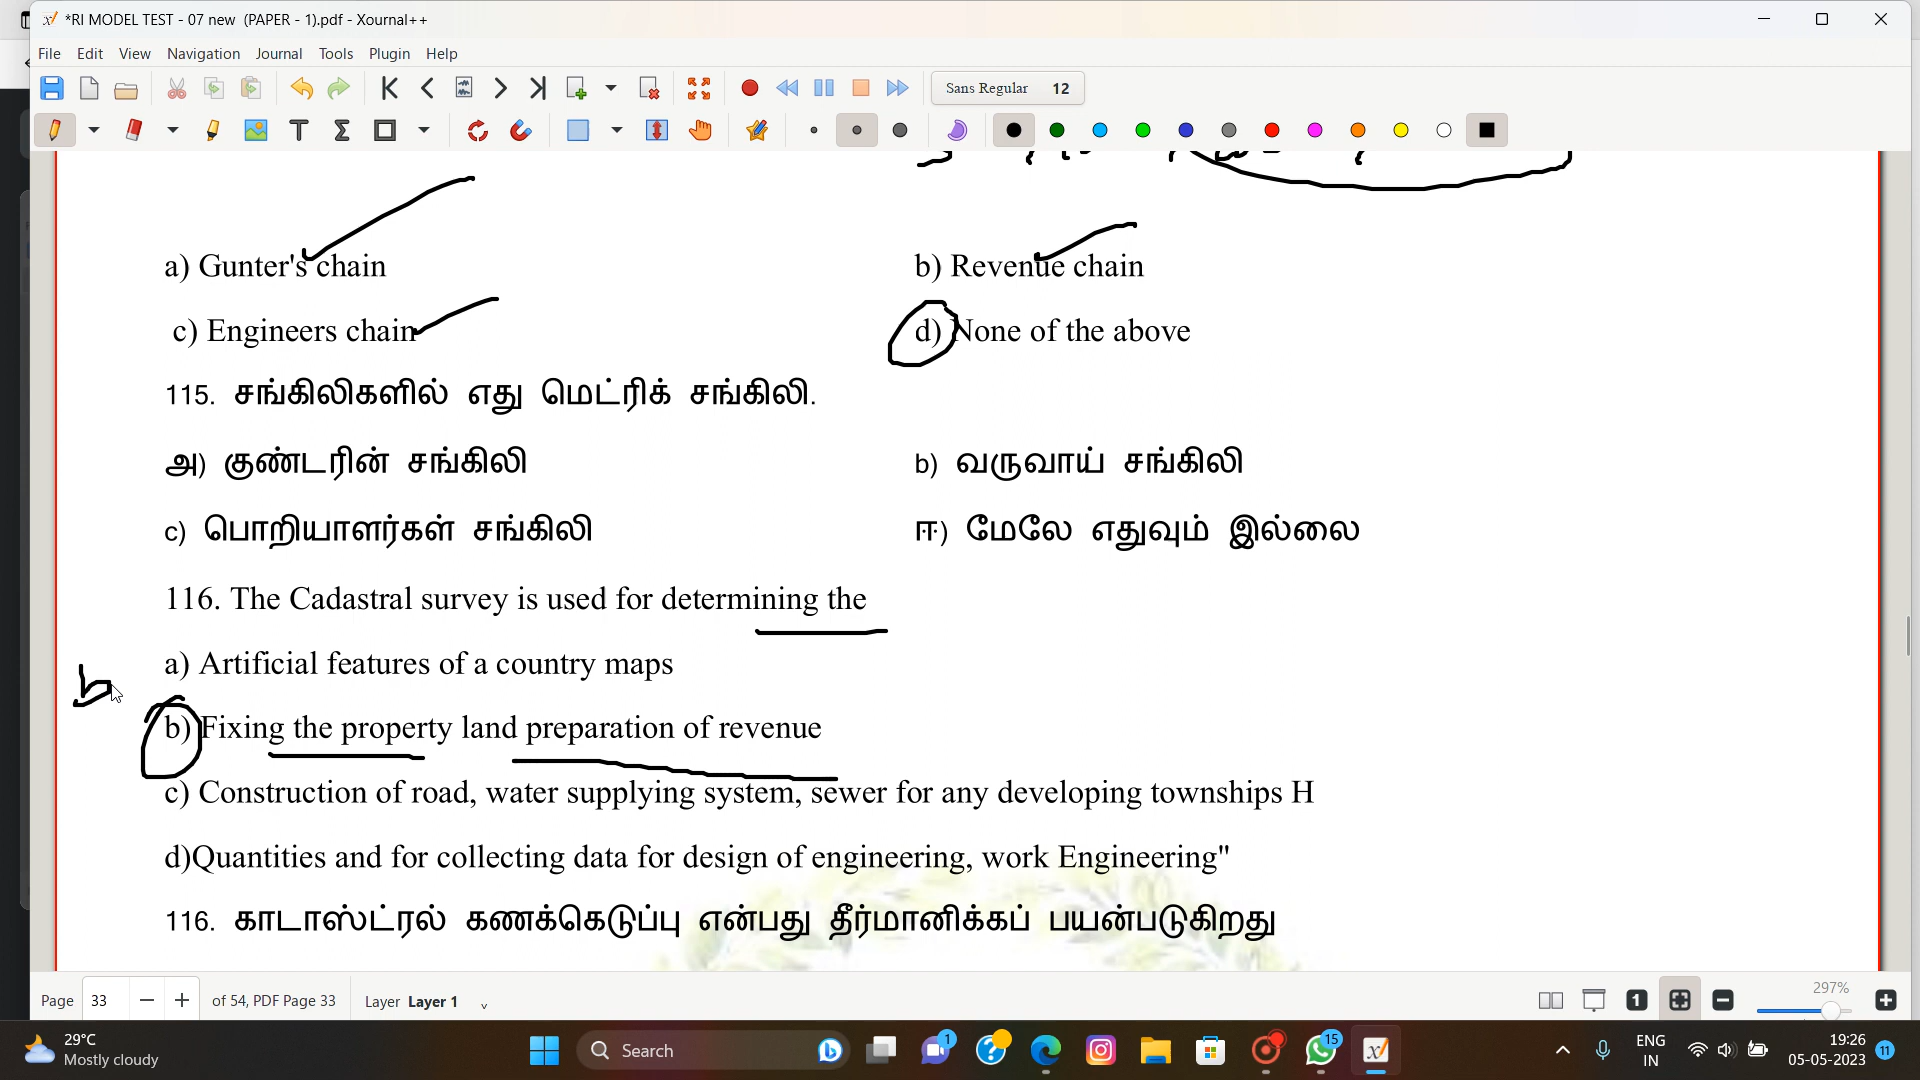 *RI MODEL TEST - 07 new (PAPER - 1).pdf - Xournal++
File Edit View Navigation Journal Tools Plugin Help
Sans Regular 12
a) Gunter's chain
b) Revenue chain
c) Engineers chain
d) None of the above
115. சங்கிலிகளில் எது மெட்ரிக் சங்கிலி.
அ) குண்டரின் சங்கிலி
b) வருவாய் சங்கிலி
c) பொறியாளர்கள் சங்கிலி
ஈ) மேலே எதுவும் இல்லை
116. The Cadastral survey is used for determining the
a) Artificial features of a country maps
b
b) Fixing the property land preparation of revenue
c) Construction of road, water supplying system, sewer for any developing townships H
d)Quantities and for collecting data for design of engineering, work Engineering"
116. காடாஸ்ட்ரல் கணக்கெடுப்பு என்பது தீர்மானிக்கப் பயன்படுகிறது
Page 33 of 54, PDF Page 33 Layer Layer 1 297%
29°C
Mostly cloudy
Search
1
15
ENG
IN
19:26
05-05-2023
11